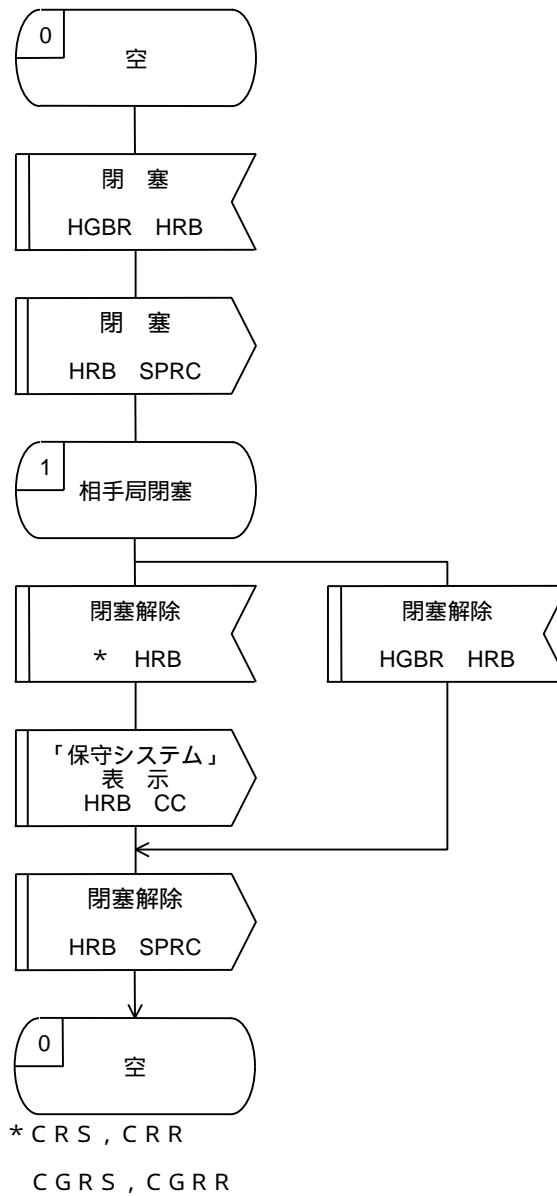 0
空
閉　塞
HGBR　HRB
閉　塞
HRB　SPRC
1
相手局閉塞
閉塞解除
*　HRB
閉塞解除
HGBR　HRB
「保守システム」
表　示
HRB　CC
閉塞解除
HRB　SPRC
0
空
*ＣＲＳ，ＣＲＲ
ＣＧＲＳ，ＣＧＲＲ